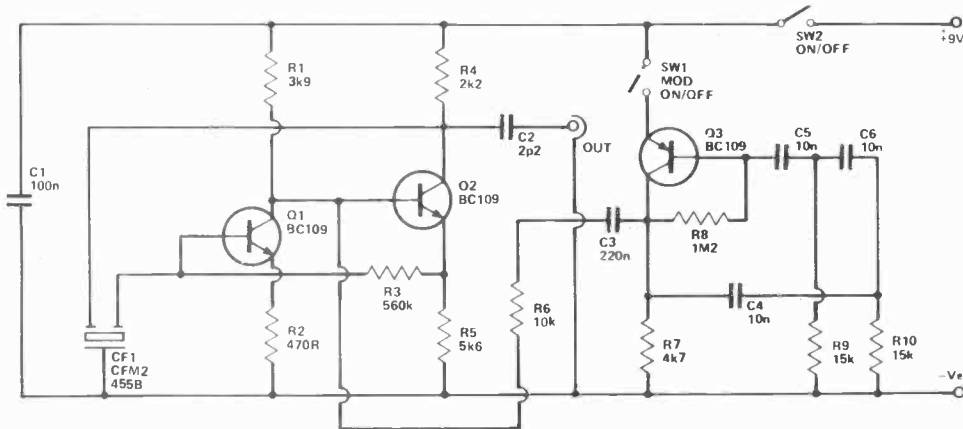 R1
3k9
R4
2k2
SW1
MOD
ON/OFF
SW2
ON/OFF
+9V
C1
100n
C2
2p2
OUT
Q3
BC109
C5
10n
C6
10n
Q1
BC109
Q2
BC109
C3
220n
R8
1M2
R3
560k
R6
10k
C4
10n
R2
470R
R5
5k6
R7
4k7
R9
15k
R10
15k
CF1
CFM2
455B
-Ve